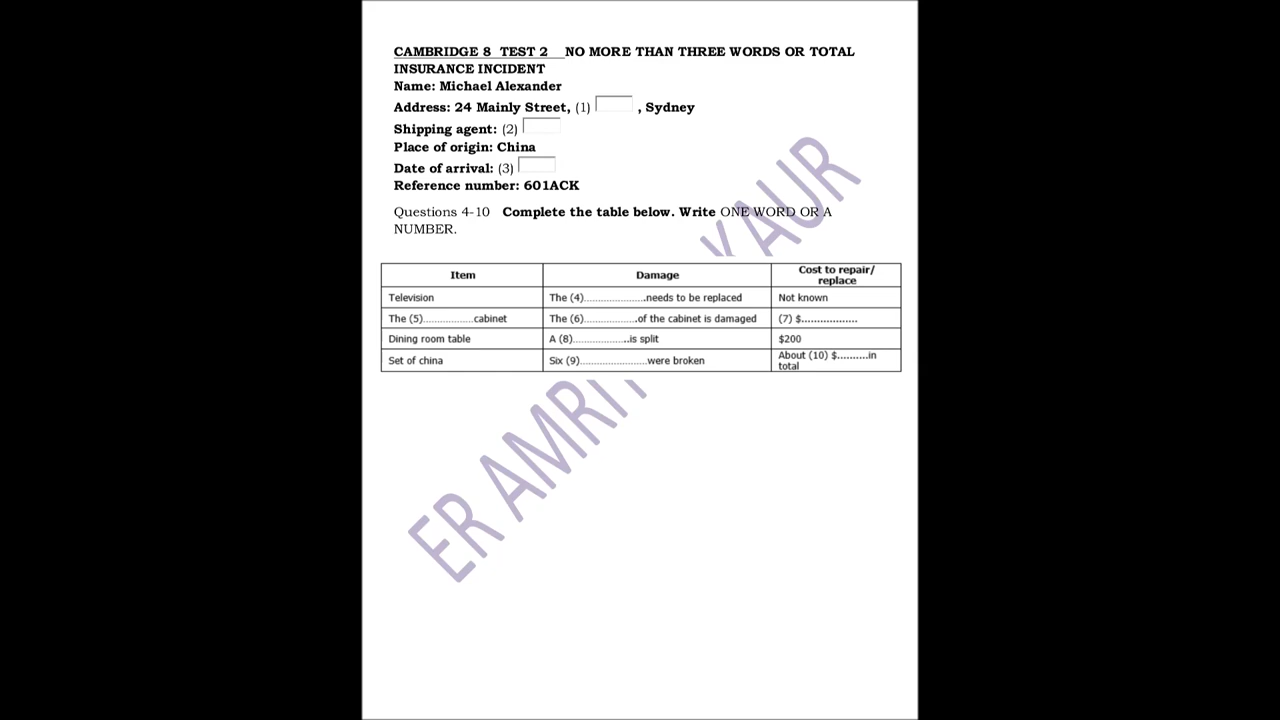 CAMBRIDGE 8 TEST 2 NO MORE THAN THREE WORDS OR TOTAL
INSURANCE INCIDENT
Name: Michael Alexander
Address: 24 Mainly Street, (1) , Sydney
Shipping agent: (2)
Place of origin: China
Date of arrival: (3)
Reference number: 601ACK
Questions 4-10 Complete the table below. Write ONE WORD OR A
NUMBER.
Item Damage Cost to repair/
replace
Television The (4)......................needs to be replaced Not known
The (5)..................cabinet The (6)...................of the cabinet is damaged (7) $..................
Dining room table A (8)....................is split $200
Set of china Six (9)........................were broken About (10) $..........in
total
ER AMRIT KAUR